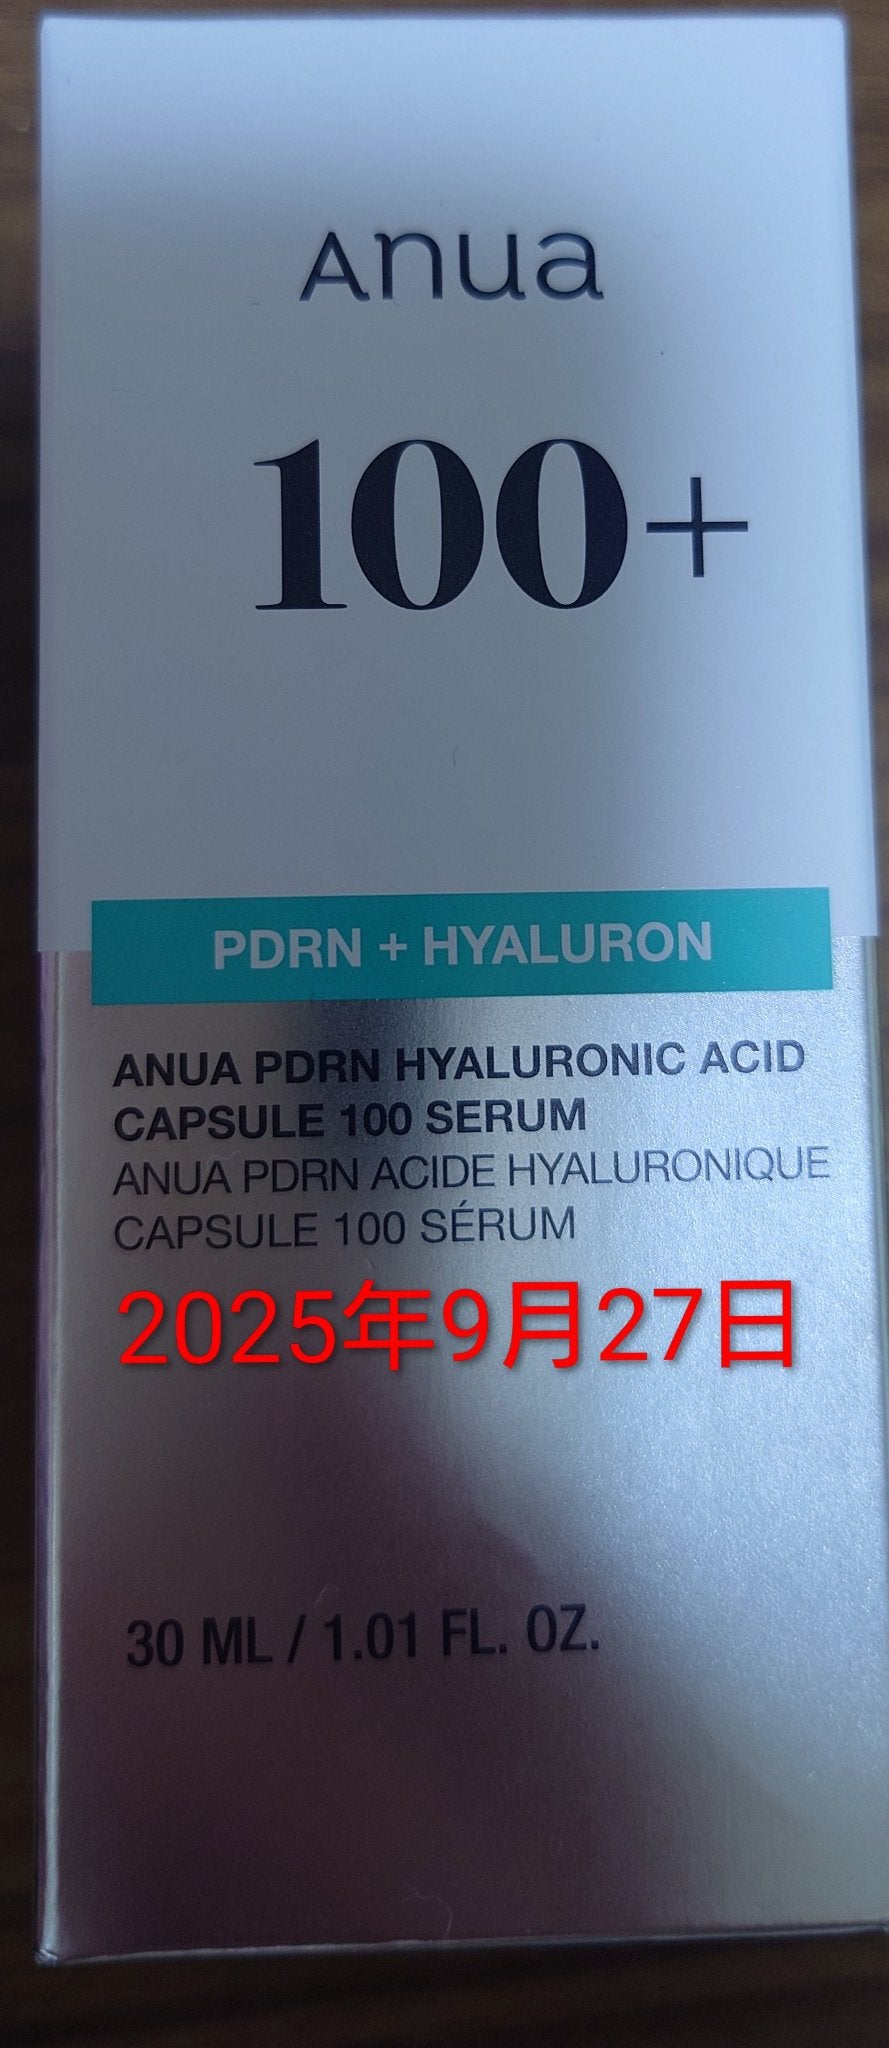 Anua
100+
PDRN + HYALURON
ANUA PDRN HYALURONIC ACID
CAPSULE 100 SERUM
ANUA PDRN ACIDE HYALURONIQUE
CAPSULE 100 SÉRUM
2025年9月27日
30 ML / 1.01 FL. OZ.